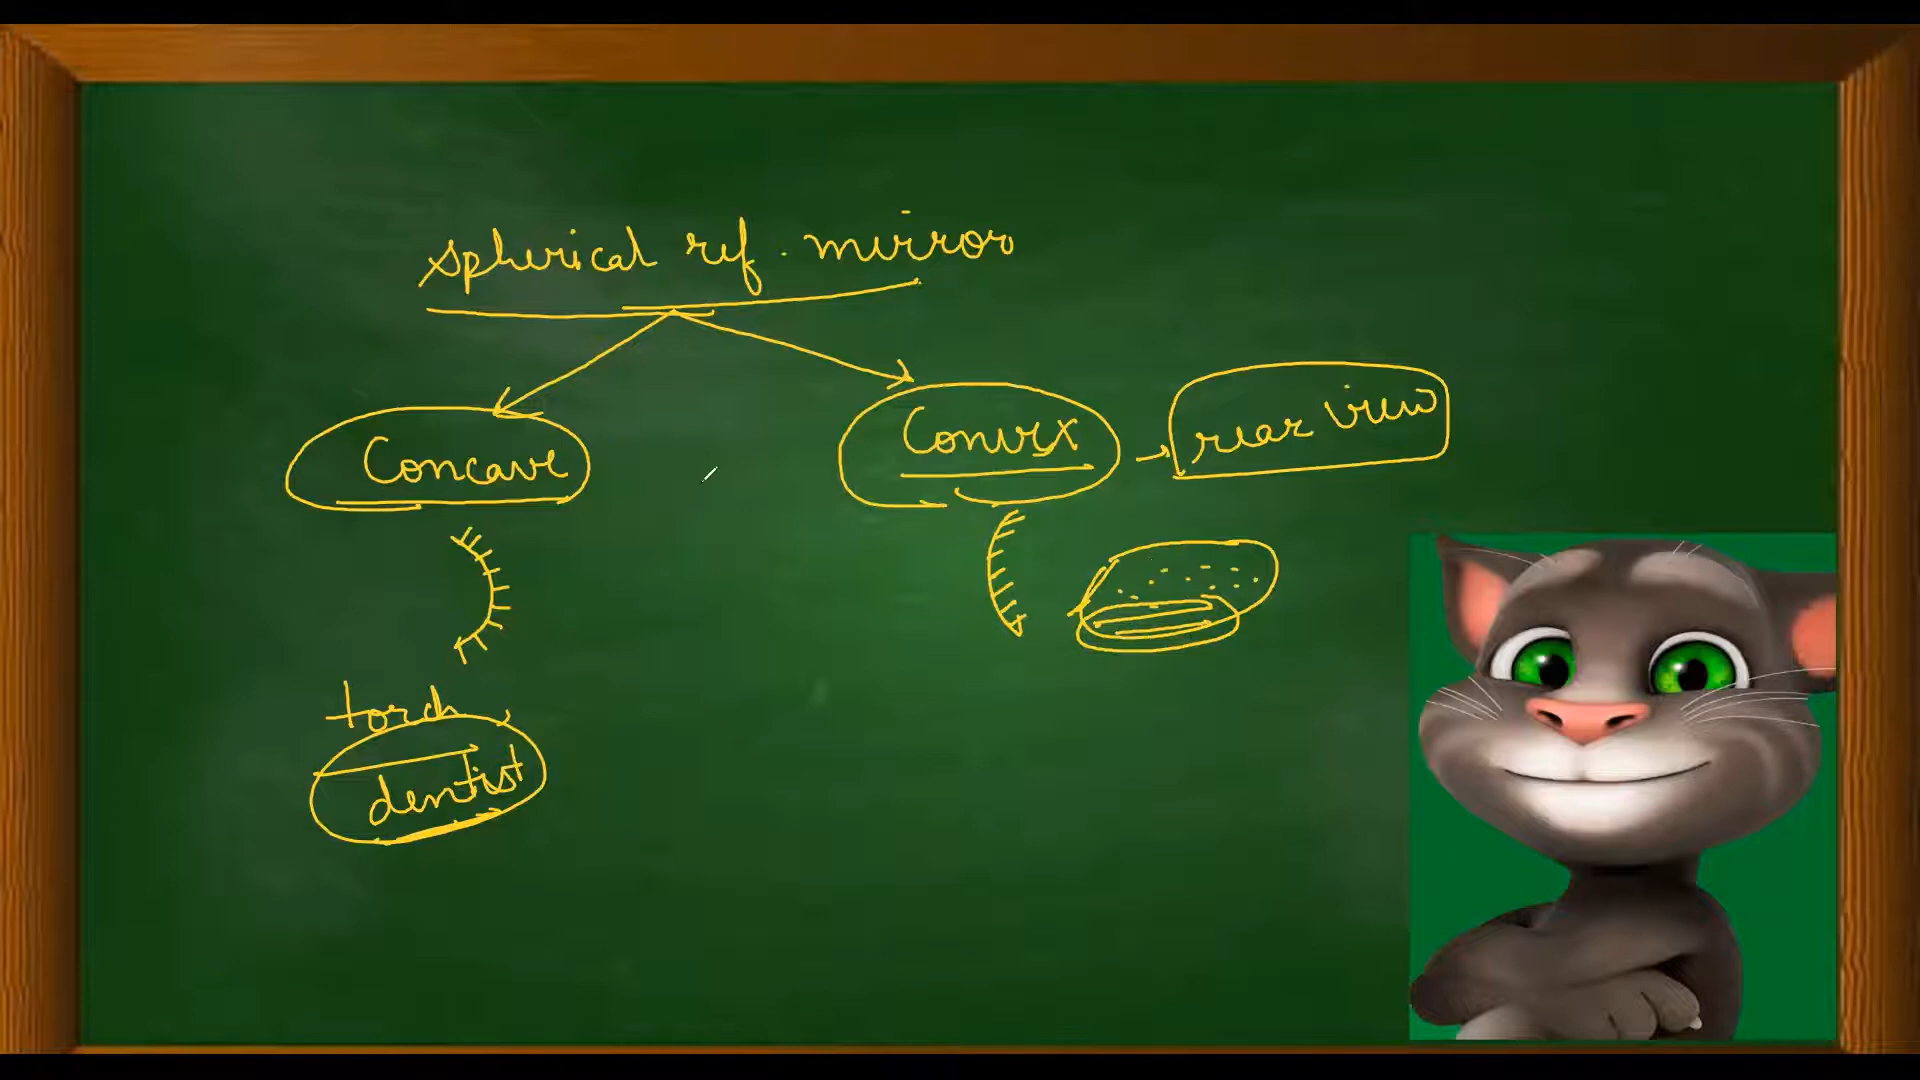 spherical ref. mirror
Concave
Convex → rear view
torch
dentist